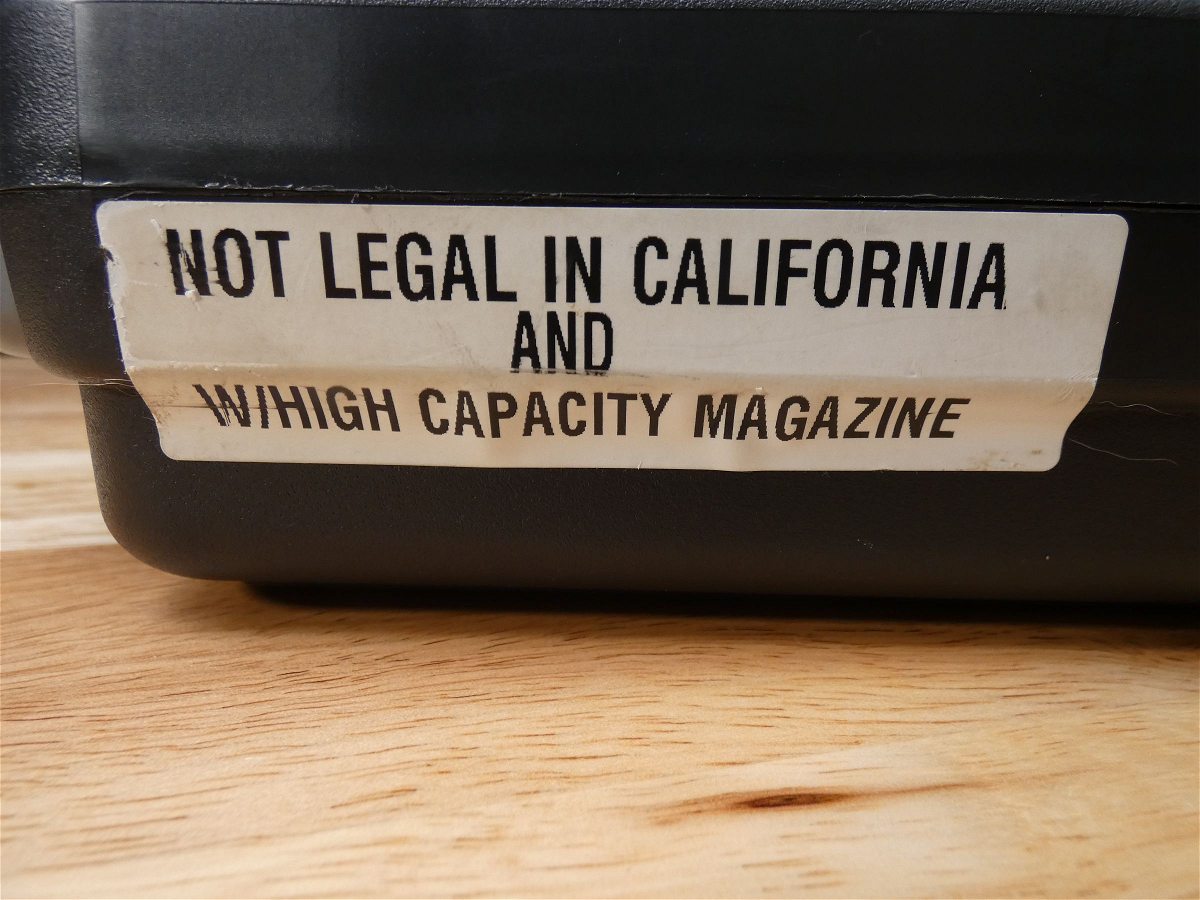 NOT LEGAL IN CALIFORNIA
AND
W/HIGH CAPACITY MAGAZINE